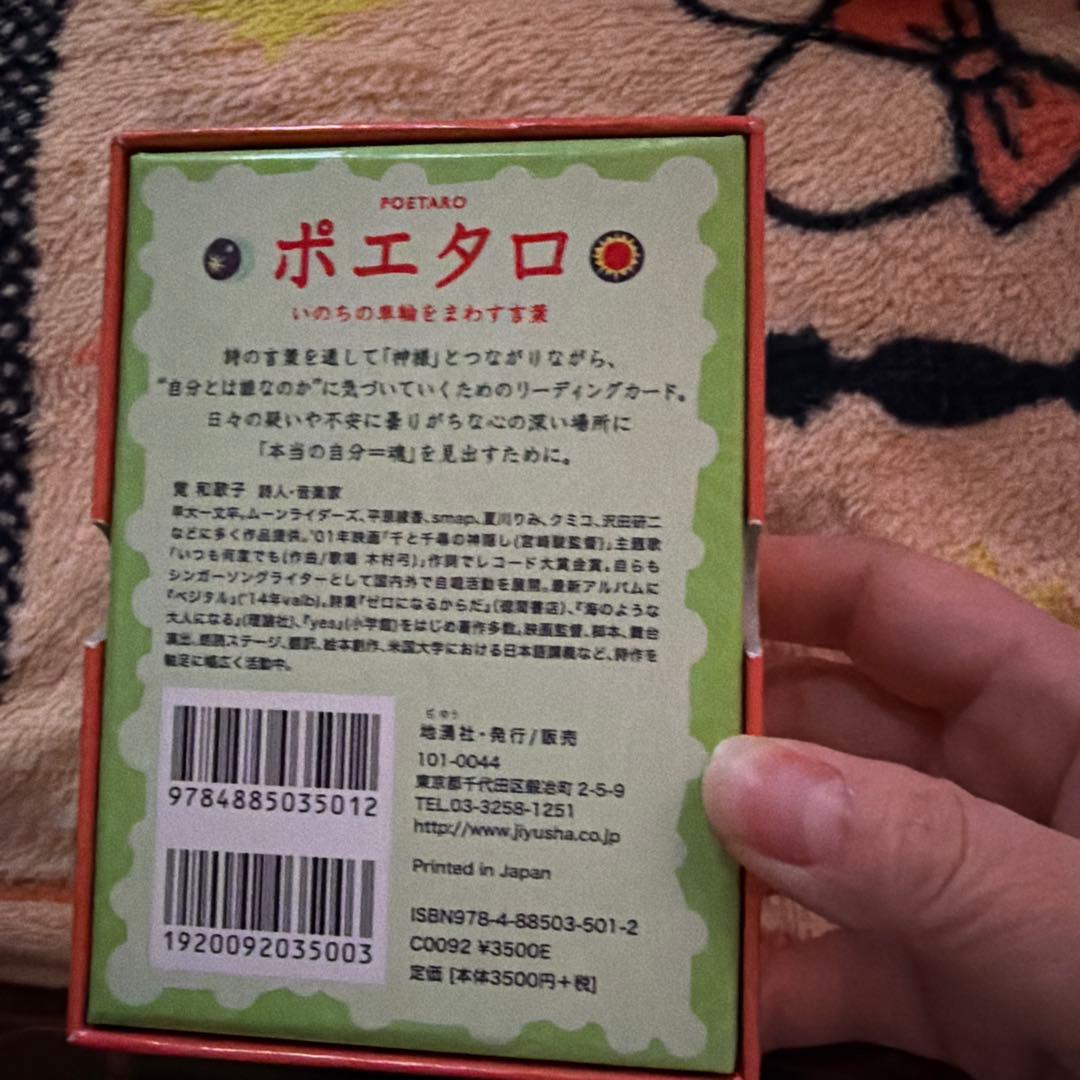 POETARO
ポエタロ
いのちの車輪をまわす言葉
詩の言葉を通して「神様」とつながりながら、
“自分とは誰なのか”に気づいていくためのリーディングカード。
日々の疑いや不安に曇りがちな心の深い場所に
「本当の自分=魂」を見出すために。
覚 和歌子 詩人・音楽家
早大一文卒。ムーンライダーズ、平原綾香、smap、夏川りみ、クミコ、沢田研二
などに多く作品提供。'01年映画『千と千尋の神隠し(宮崎駿監督)』主題歌
『いつも何度でも(作曲/歌唱 木村弓)』作詞でレコード大賞金賞。自らも
シンガーソングライターとして国内外で自唱活動を展開。最新アルバムに
『ベジタル』('14年valb)。詩集『ゼロになるからだ』(徳間書店)、『海のような
大人になる』(理論社)、『yes』(小学館)をはじめ著作多数。映画監督、脚本、舞台
演出、朗読ステージ、翻訳、絵本創作、米国大学における日本語講義など、詩作を
軸足に幅広く活動中。
9784885035012
1920092035003
ぢゆう
地湧社・発行/販売
101-0044
東京都千代田区鍛冶町 2-5-9
TEL.03-3258-1251
http://www.jiyusha.co.jp
Printed in Japan
ISBN978-4-88503-501-2
C0092 ¥3500E
定価 [本体3500円+税]